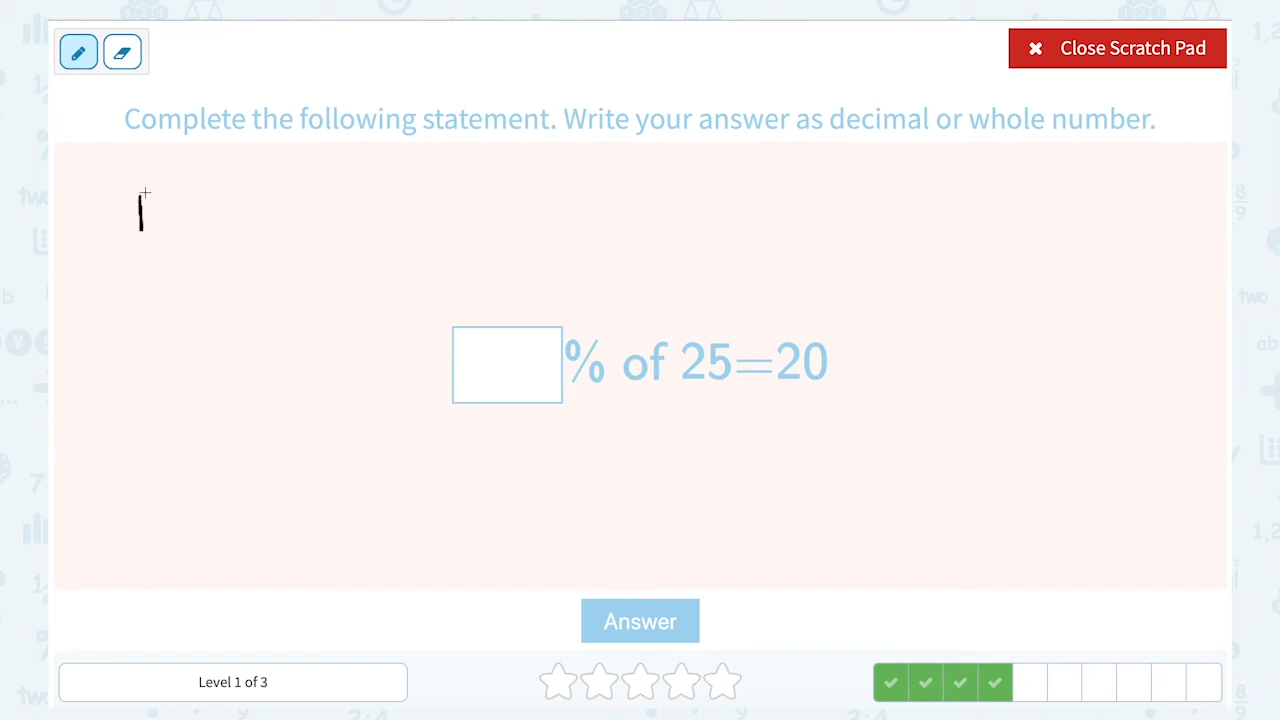 ✖ Close Scratch Pad
Complete the following statement. Write your answer as decimal or whole number.
% of 25=20
Answer
Level 1 of 3